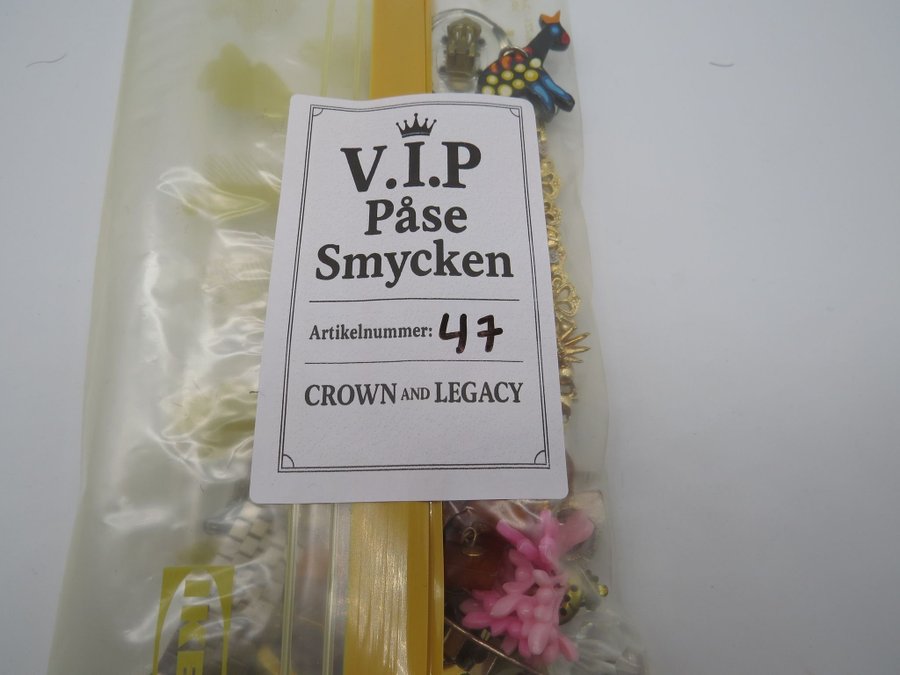 V.I.P
Påse
Smycken
Artikelnummer: 47
CROWN AND LEGACY